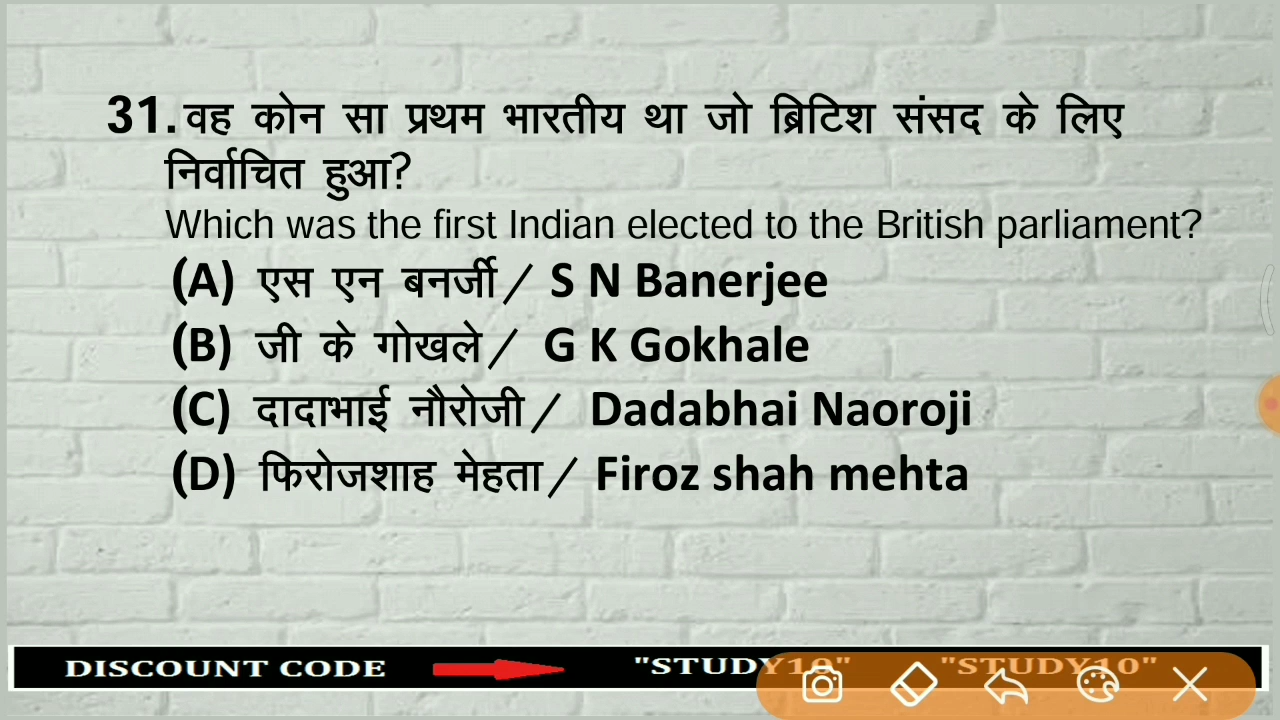 31. वह कोन सा प्रथम भारतीय था जो ब्रिटिश संसद के लिए
निर्वाचित हुआ?
Which was the first Indian elected to the British parliament?
(A) एस एन बनर्जी/ S N Banerjee
(B) जी के गोखले/ G K Gokhale
(C) दादाभाई नौरोजी/ Dadabhai Naoroji
(D) फिरोजशाह मेहता/ Firoz shah mehta
DISCOUNT CODE "STUDY10" "STUDY10"